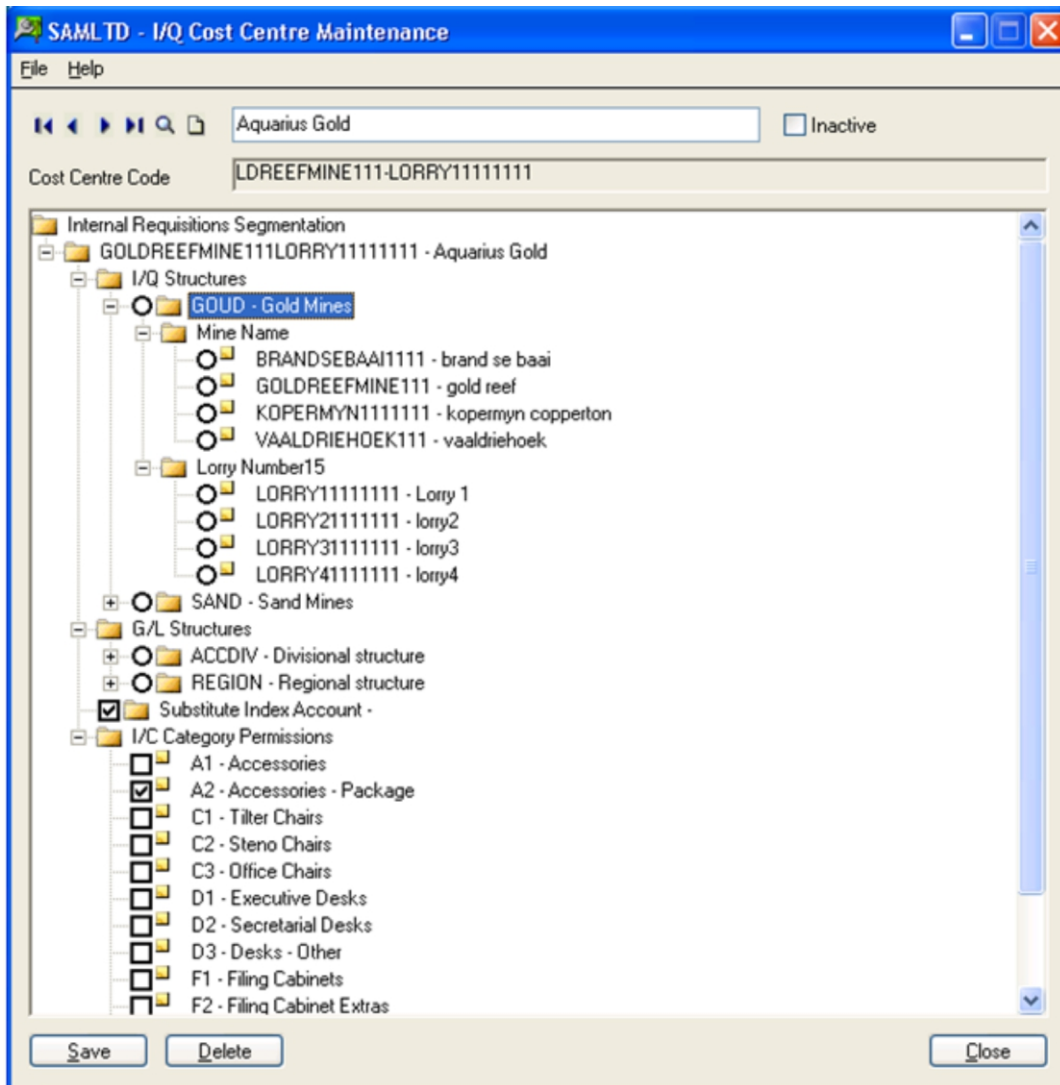 SAMLTD - I/Q Cost Centre Maintenance
File Help
Aquarius Gold
Inactive
Cost Centre Code
LDREEFMINE111-LORRY11111111
Internal Requisitions Segmentation
GOLDREEFMINE111LORRY11111111 - Aquarius Gold
I/Q Structures
GOUD - Gold Mines
Mine Name
BRANDSEBAAI1111 - brand se baai
GOLDREEFMINE111 - gold reef
KOPERMYN1111111 - kopermyn copperton
VAALDRIEHOEK111 - vaaldriehoek
Lorry Number15
LORRY11111111 - Lorry 1
LORRY21111111 - lorry2
LORRY31111111 - lorry3
LORRY41111111 - lorry4
SAND - Sand Mines
G/L Structures
ACCDIV - Divisional structure
REGION - Regional structure
Substitute Index Account -
I/C Category Permissions
A1 - Accessories
A2 - Accessories - Package
C1 - Tilter Chairs
C2 - Steno Chairs
C3 - Office Chairs
D1 - Executive Desks
D2 - Secretarial Desks
D3 - Desks - Other
F1 - Filing Cabinets
F2 - Filing Cabinet Extras
Save Delete Close